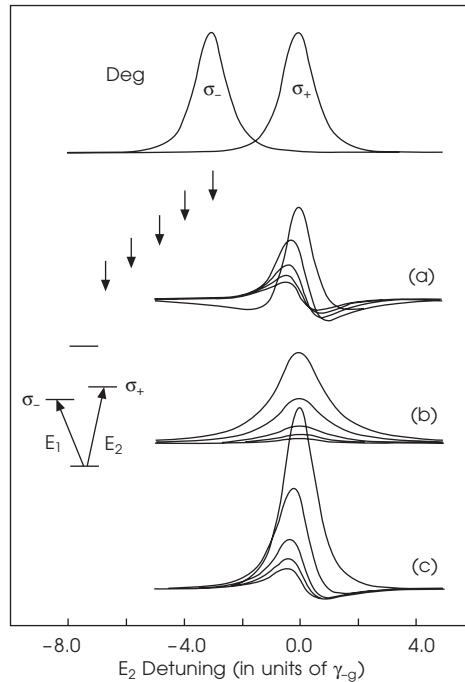 Deg
σ₋
σ₊
(a)
σ₋
σ₊
E₁
E₂
(b)
(c)
−8.0
−4.0
0.0
4.0
E₂ Detuning (in units of γ₋g)